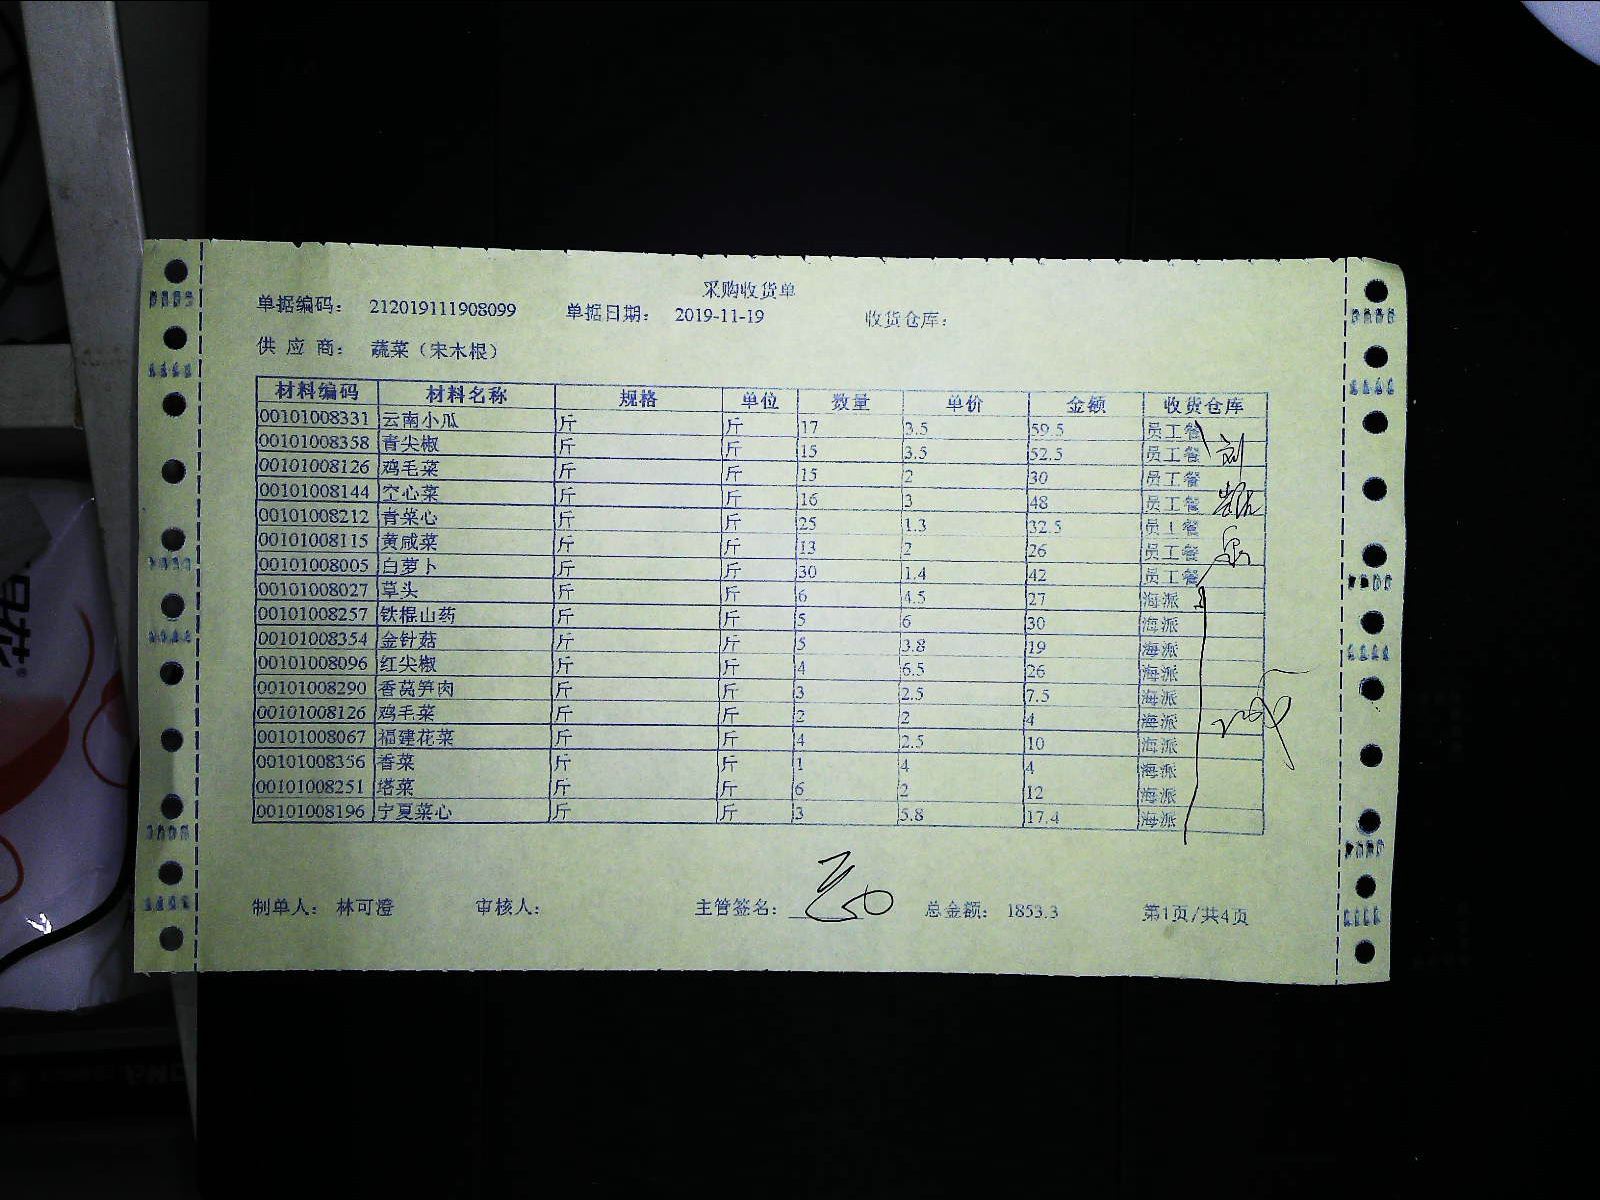 采购收货单
单据编码： 212019111908099 单据日期： 2019-11-19 收货仓库：
供 应 商： 蔬菜（宋木根）
材料编码 材料名称 规格 单位 数量 单价 金额 收货仓库
00101008331 云南小瓜 斤 斤 17 3.5 59.5 员工餐
00101008358 青尖椒 斤 斤 15 3.5 52.5 员工餐
00101008126 鸡毛菜 斤 斤 15 2 30 员工餐
00101008144 空心菜 斤 斤 16 3 48 员工餐
00101008212 青菜心 斤 斤 25 1.3 32.5 员工餐
00101008115 黄咸菜 斤 斤 13 2 26 员工餐
00101008005 白萝卜 斤 斤 30 1.4 42 员工餐
00101008027 草头 斤 斤 6 4.5 27 海派
00101008257 铁棍山药 斤 斤 5 6 30 海派
00101008354 金针菇 斤 斤 5 3.8 19 海派
00101008096 红尖椒 斤 斤 4 6.5 26 海派
00101008290 香莴笋肉 斤 斤 3 2.5 7.5 海派
00101008126 鸡毛菜 斤 斤 2 2 4 海派
00101008067 福建花菜 斤 斤 4 2.5 10 海派
00101008356 香菜 斤 斤 1 4 4 海派
00101008251 塔菜 斤 斤 6 2 12 海派
00101008196 宁夏菜心 斤 斤 3 5.8 17.4 海派
制单人： 林可澄 审核人： 主管签名： 总金额： 1853.3 第1页/共4页